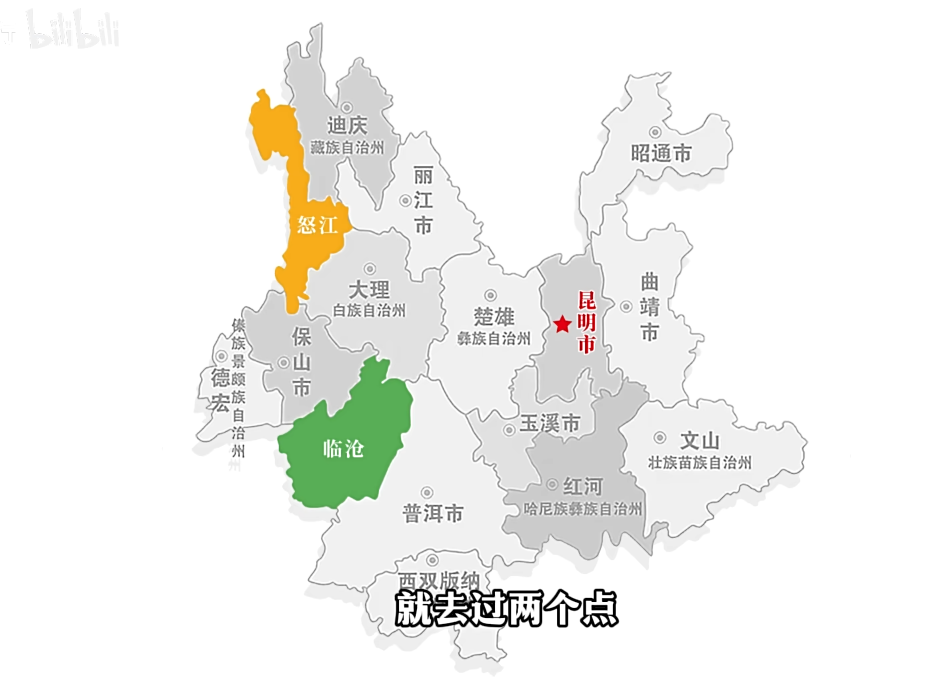 bilibili
迪庆
藏族自治州
昭通市
丽江市
怒江
大理
白族自治州
曲靖市
昆明市
楚雄
彝族自治州
保山市
德宏
傣族景颇族自治州
临沧
玉溪市
文山
壮族苗族自治州
红河
哈尼族彝族自治州
普洱市
西双版纳
就去过两个点